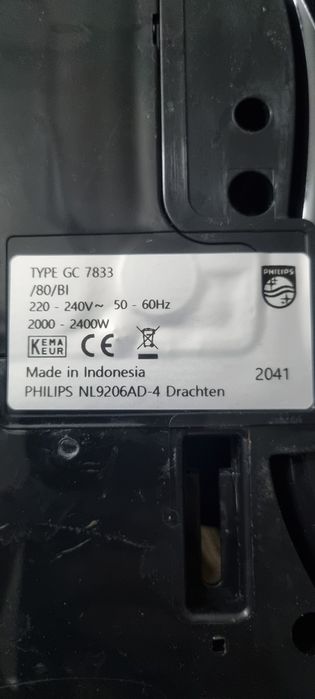 TYPE GC 7833
/80/BI
PHILIPS
220 - 240V~ 50 - 60Hz
2000 - 2400W
KEMA
KEUR
CE
Made in Indonesia
2041
PHILIPS NL9206AD-4 Drachten